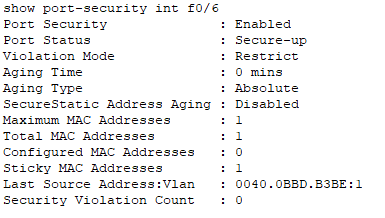 show port-security int f0/6
Port Security : Enabled
Port Status : Secure-up
Violation Mode : Restrict
Aging Time : 0 mins
Aging Type : Absolute
SecureStatic Address Aging : Disabled
Maximum MAC Addresses : 1
Total MAC Addresses : 1
Configured MAC Addresses : 0
Sticky MAC Addresses : 1
Last Source Address:Vlan : 0040.0BBD.B3BE:1
Security Violation Count : 0